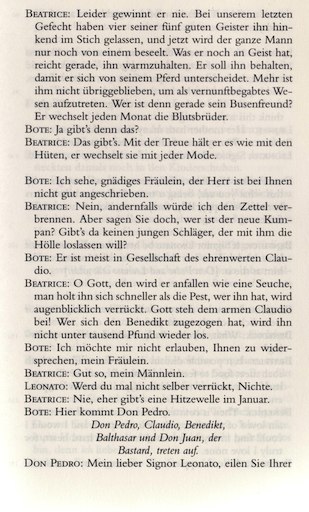 BEATRICE: Leider gewinnt er nie. Bei unserem letzten
Gefecht haben vier seiner fünf guten Geister ihn hin-
kend im Stich gelassen, und jetzt wird der ganze Mann
nur noch von einem beseelt. Was er noch an Geist hat,
reicht gerade, ihn warmzuhalten. Er soll ihn behalten,
damit er sich von seinem Pferd unterscheidet. Mehr ist
ihm nicht übriggeblieben, um als vernunftbegabtes We-
sen aufzutreten. Wer ist denn gerade sein Busenfreund?
Er wechselt jeden Monat die Blutsbrüder.
BOTE: Ja gibt's denn das?
BEATRICE: Das gibt's. Mit der Treue hält er es wie mit den
Hüten, er wechselt sie mit jeder Mode.
BOTE: Ich sehe, gnädiges Fräulein, der Herr ist bei Ihnen
nicht gut angeschrieben.
BEATRICE: Nein, andernfalls würde ich den Zettel ver-
brennen. Aber sagen Sie doch, wer ist der neue Kum-
pan? Gibt's da keinen jungen Schläger, der mit ihm die
Hölle loslassen will?
BOTE: Er ist meist in Gesellschaft des ehrenwerten Clau-
dio.
BEATRICE: O Gott, den wird er anfallen wie eine Seuche,
man holt ihn sich schneller als die Pest, wer ihn hat, wird
augenblicklich verrückt. Gott steh dem armen Claudio
bei! Wer sich den Benedikt zugezogen hat, wird ihn
nicht unter tausend Pfund wieder los.
BOTE: Ich möchte mir nicht erlauben, Ihnen zu wider-
sprechen, mein Fräulein.
BEATRICE: Gut so, mein Männlein.
LEONATO: Werd du mal nicht selber verrückt, Nichte.
BEATRICE: Nie, eher gibt's eine Hitzewelle im Januar.
BOTE: Hier kommt Don Pedro.
Don Pedro, Claudio, Benedikt,
Balthasar und Don Juan, der
Bastard, treten auf.
DON PEDRO: Mein lieber Signor Leonato, eilen Sie Ihrer